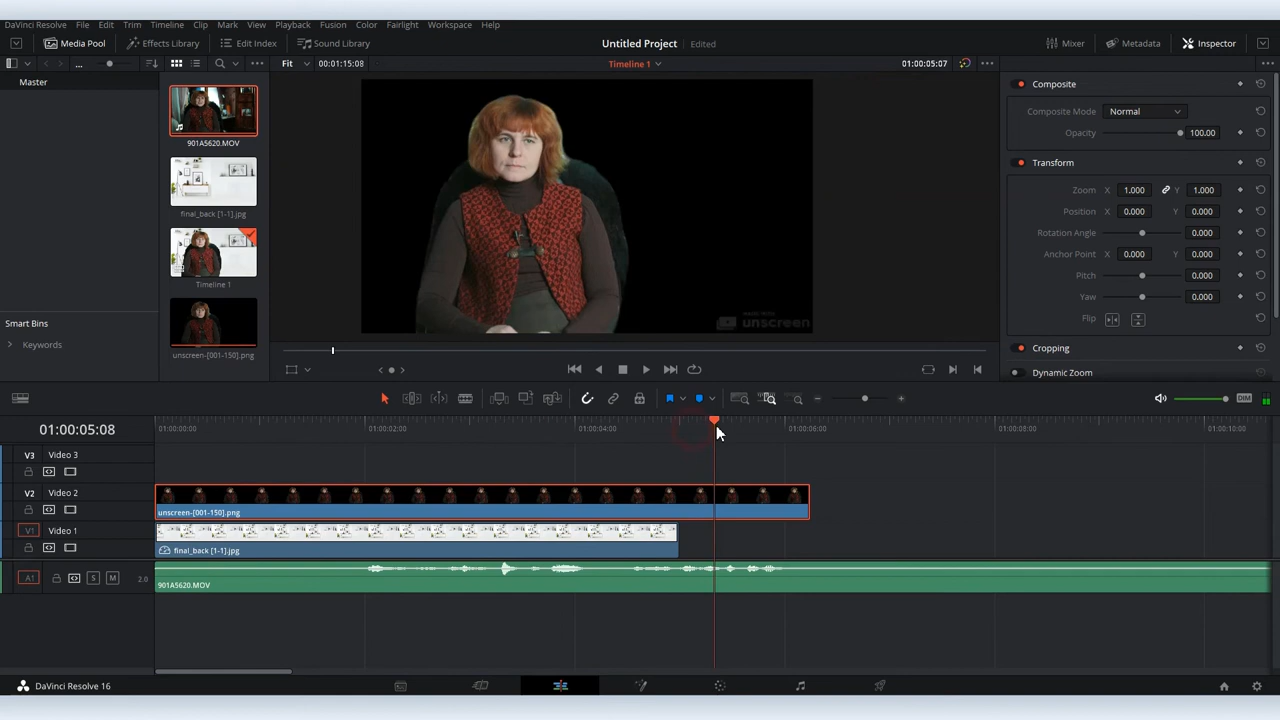 DaVinci Resolve File Edit Trim Timeline Clip Mark View Playback Fusion Color Fairlight Workspace Help
Media Pool Effects Library Edit Index Sound Library Untitled Project Edited Mixer Metadata Inspector
... Fit 00:01:15:08 Timeline 1 01:00:05:07
Master
901A5620.MOV
final_back [1-1].jpg
Timeline 1
unscreen-[001-150].png
Smart Bins
Keywords
unscreen
Composite
Composite Mode Normal
Opacity 100.00
Transform
Zoom X 1.000 Y 1.000
Position X 0.000 Y 0.000
Rotation Angle 0.000
Anchor Point X 0.000 Y 0.000
Pitch 0.000
Yaw 0.000
Flip
Cropping
Dynamic Zoom
DIM
01:00:05:08 01:00:00:00 01:00:02:00 01:00:04:00 01:00:06:00 01:00:08:00 01:00:10:00
V3 Video 3
V2 Video 2
unscreen-[001-150].png
V1 Video 1
final_back [1-1].jpg
A1 S M 2.0
901A5620.MOV
DaVinci Resolve 16